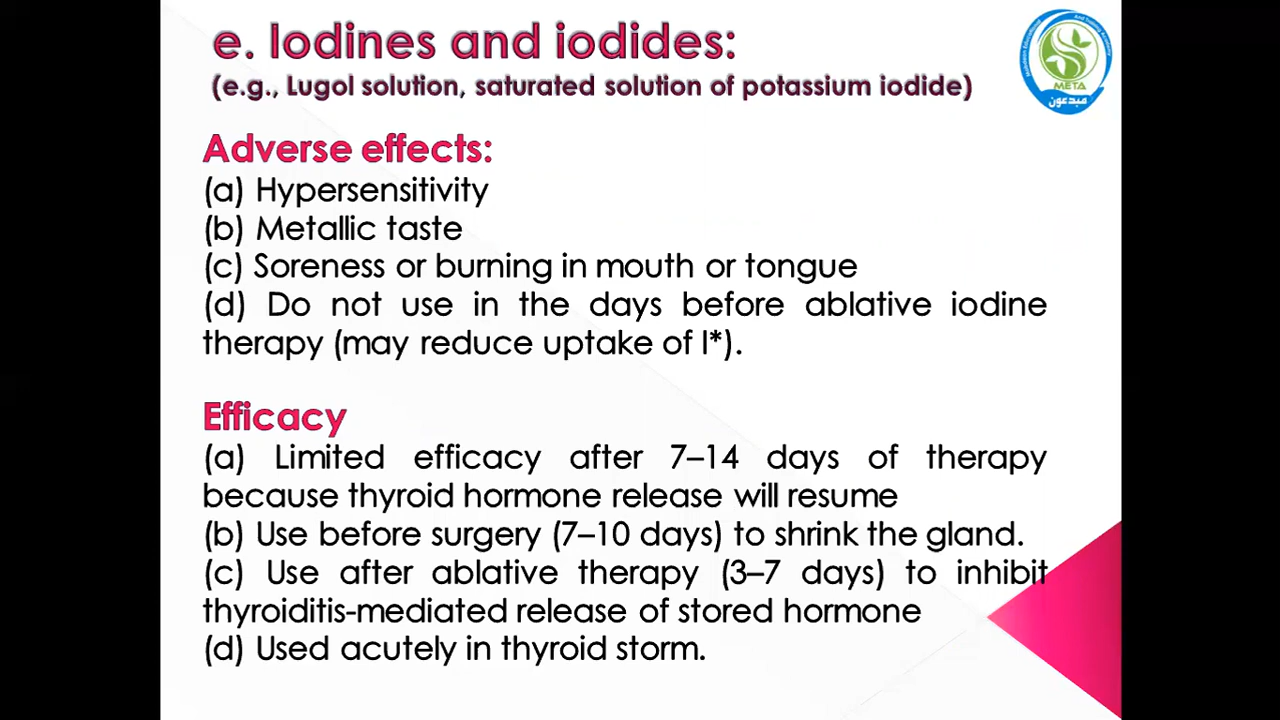 e. Iodines and iodides:
(e.g., Lugol solution, saturated solution of potassium iodide)
META
مبدعون
Adverse effects:
(a) Hypersensitivity
(b) Metallic taste
(c) Soreness or burning in mouth or tongue
(d) Do not use in the days before ablative iodine
therapy (may reduce uptake of I*).
Efficacy
(a) Limited efficacy after 7–14 days of therapy
because thyroid hormone release will resume
(b) Use before surgery (7–10 days) to shrink the gland.
(c) Use after ablative therapy (3–7 days) to inhibit
thyroiditis-mediated release of stored hormone
(d) Used acutely in thyroid storm.